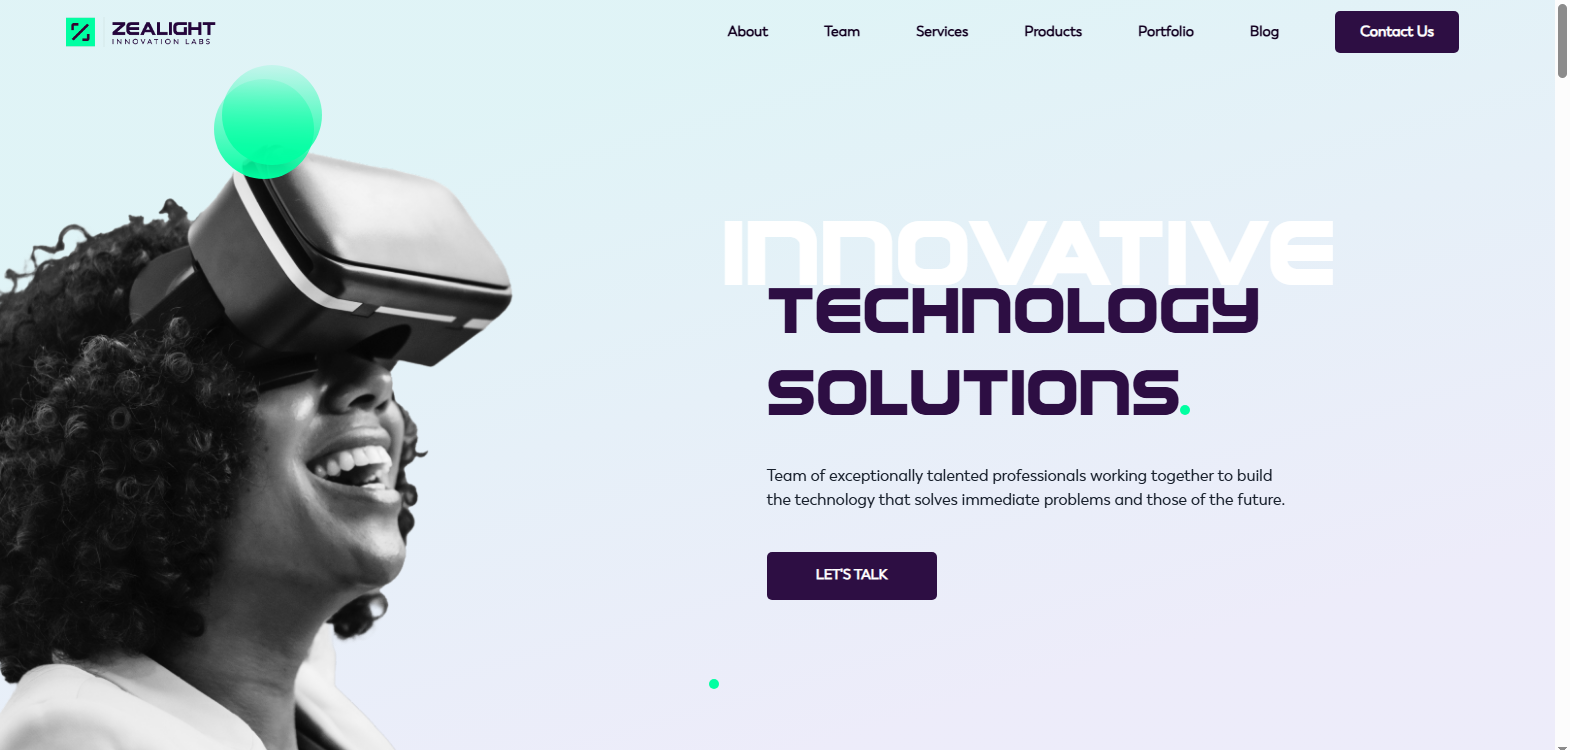 ZEALIGHT
INNOVATION LABS
About Team Services Products Portfolio Blog Contact Us
INNOVATIVE
TECHNOLOGY
SOLUTIONS.
Team of exceptionally talented professionals working together to build
the technology that solves immediate problems and those of the future.
LET'S TALK